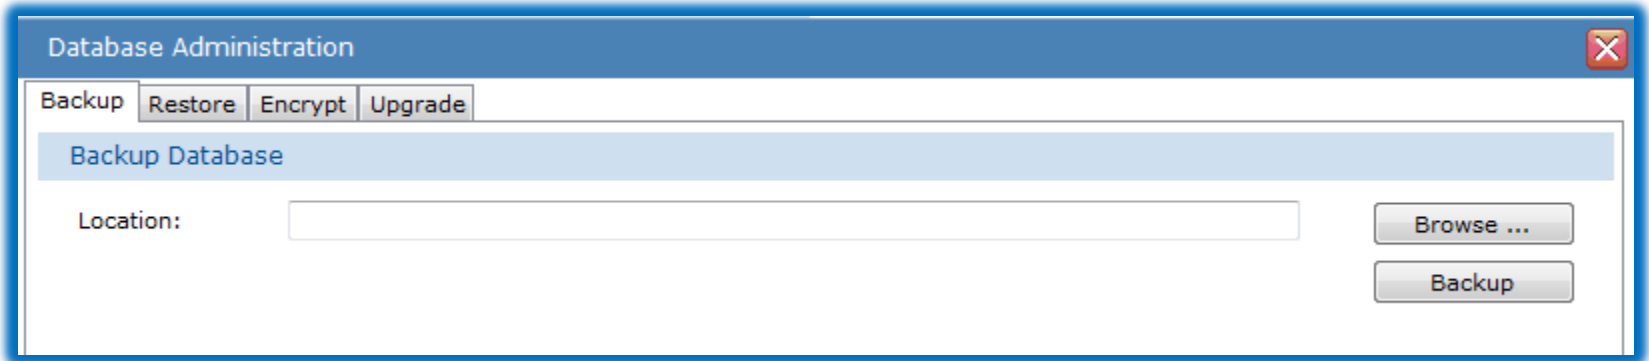 Database Administration
Backup Restore Encrypt Upgrade
Backup Database
Location: Browse ...
Backup